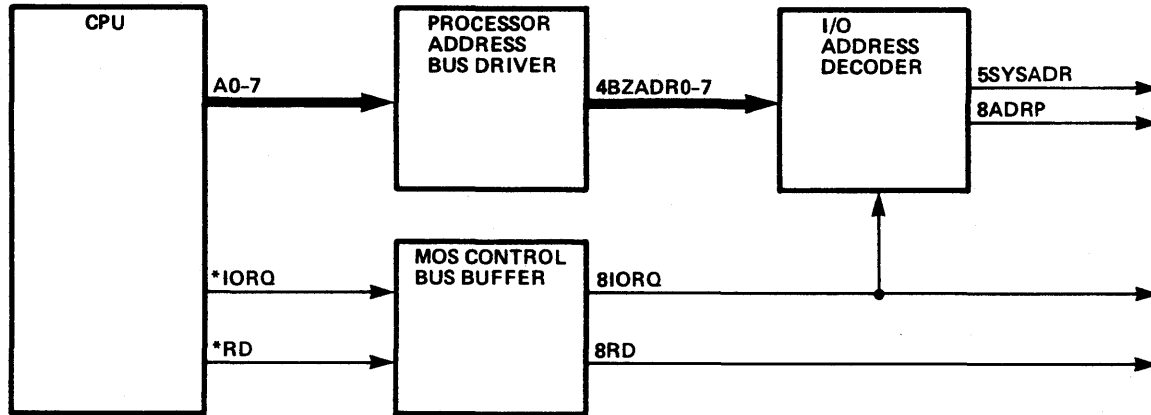 CPU
PROCESSOR
ADDRESS
BUS DRIVER
I/O
ADDRESS
DECODER
A0-7
4BZADR0-7
5SYSADR
8ADRP
MOS CONTROL
BUS BUFFER
*IORQ
8IORQ
*RD
8RD